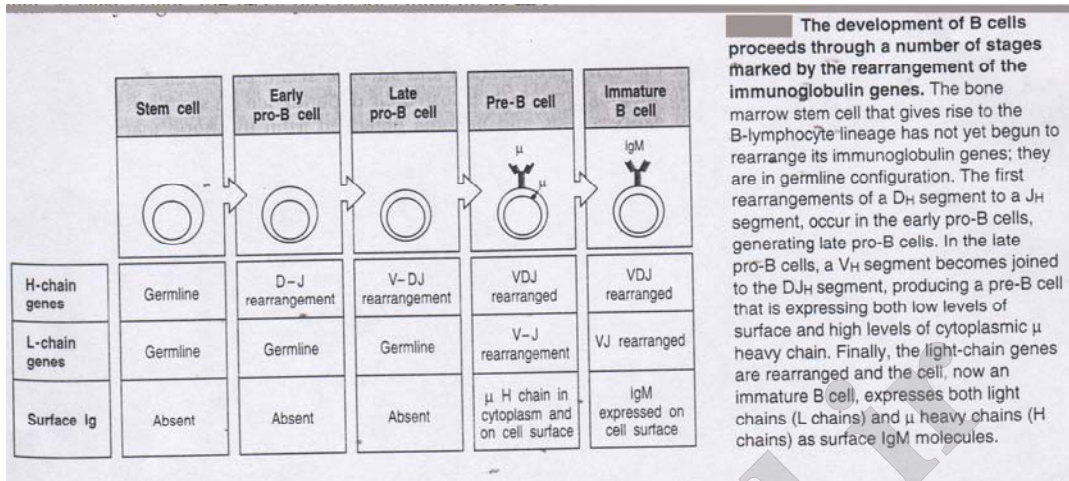 Stem cell
Early
pro-B cell
Late
pro-B cell
Pre-B cell
Immature
B cell
μ
μ
IgM
H-chain
genes
Germline
D–J
rearrangement
V–DJ
rearrangement
VDJ
rearranged
VDJ
rearranged
L-chain
genes
Germline
Germline
Germline
V–J
rearrangement
VJ rearranged
Surface Ig
Absent
Absent
Absent
μ H chain in
cytoplasm and
on cell surface
IgM
expressed on
cell surface
The development of B cells
proceeds through a number of stages
marked by the rearrangement of the
immunoglobulin genes. The bone
marrow stem cell that gives rise to the
B-lymphocyte lineage has not yet begun to
rearrange its immunoglobulin genes; they
are in germline configuration. The first
rearrangements of a DH segment to a JH
segment, occur in the early pro-B cells,
generating late pro-B cells. In the late
pro-B cells, a VH segment becomes joined
to the DJH segment, producing a pre-B cell
that is expressing both low levels of
surface and high levels of cytoplasmic μ
heavy chain. Finally, the light-chain genes
are rearranged and the cell, now an
immature B cell, expresses both light
chains (L chains) and μ heavy chains (H
chains) as surface IgM molecules.